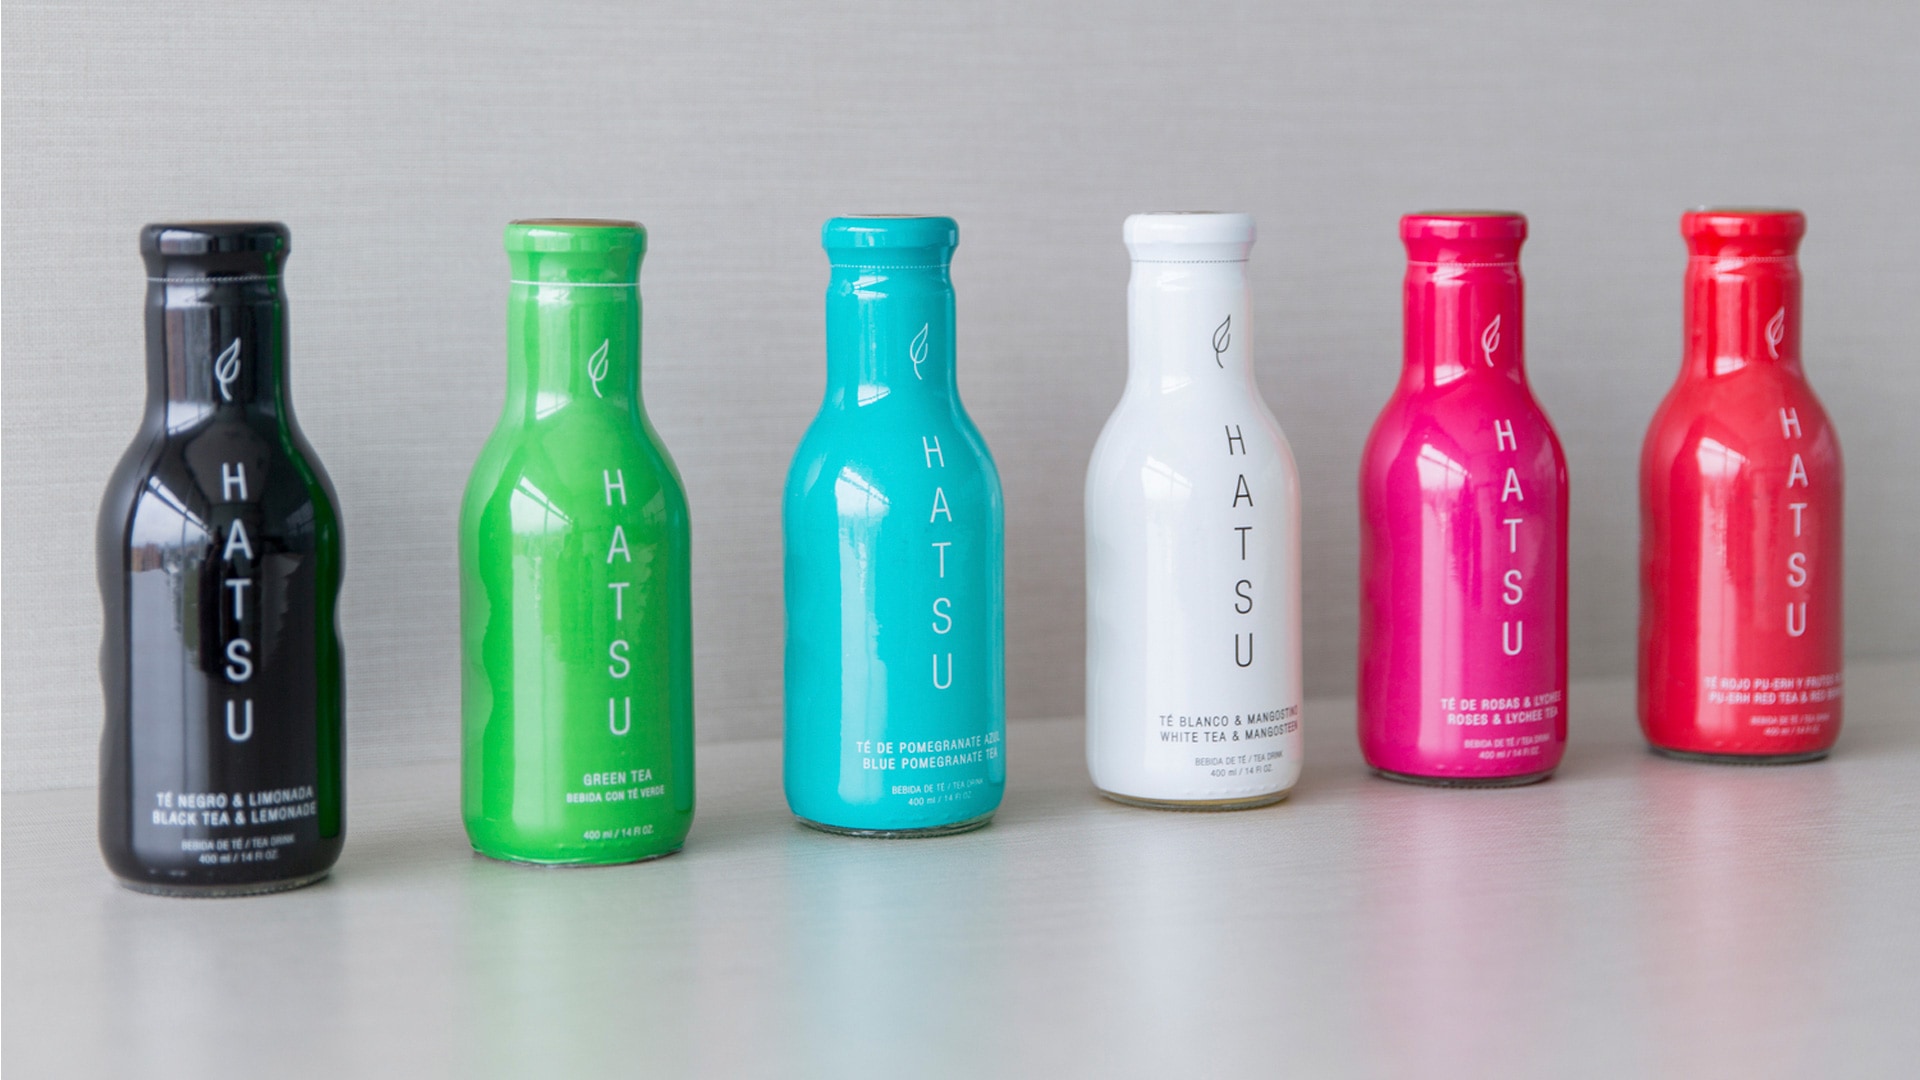 HATSU
TÉ NEGRO & LIMONADA
BLACK TEA & LEMONADE
BEBIDA DE TÉ / TEA DRINK
400 ml / 14 Fl OZ.
HATSU
GREEN TEA
BEBIDA CON TÉ VERDE
400 ml / 14 Fl OZ.
HATSU
TÉ DE POMEGRANATE AZUL
BLUE POMEGRANATE TEA
BEBIDA DE TÉ / TEA DRINK
400 ml / 14 Fl OZ.
HATSU
TÉ BLANCO & MANGOSTINO
WHITE TEA & MANGOSTEEN
BEBIDA DE TÉ / TEA DRINK
400 ml / 14 Fl OZ.
HATSU
TÉ DE ROSAS & LYCHEE
ROSES & LYCHEE TEA
BEBIDA DE TÉ / TEA DRINK
400 ml / 14 Fl OZ.
HATSU
TÉ ROJO PU-ERH Y FRUTOS
PU-ERH RED TEA & RED
BEBIDA DE TÉ / TEA DRINK
400 ml / 14 Fl OZ.